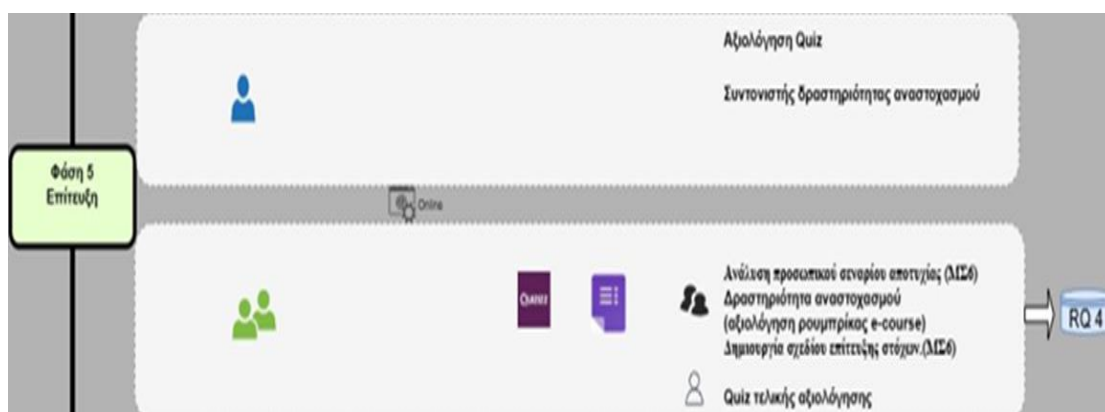 Αξιολόγηση Quiz
Συντονιστής δραστηριότητας αναστοχασμού
Φάση 5
Επίτευξη
Online
Ανάλυση προσωπικού σεναρίου αποτυχίας (ΜΣ6)
Δραστηριότητα αναστοχασμού
(αξιολόγηση ρουμπρίκας e-course)
Δημιουργία σχεδίου επίτευξης στόχων.(ΜΣ6)
Quiz τελικής αξιολόγησης
RQ 4